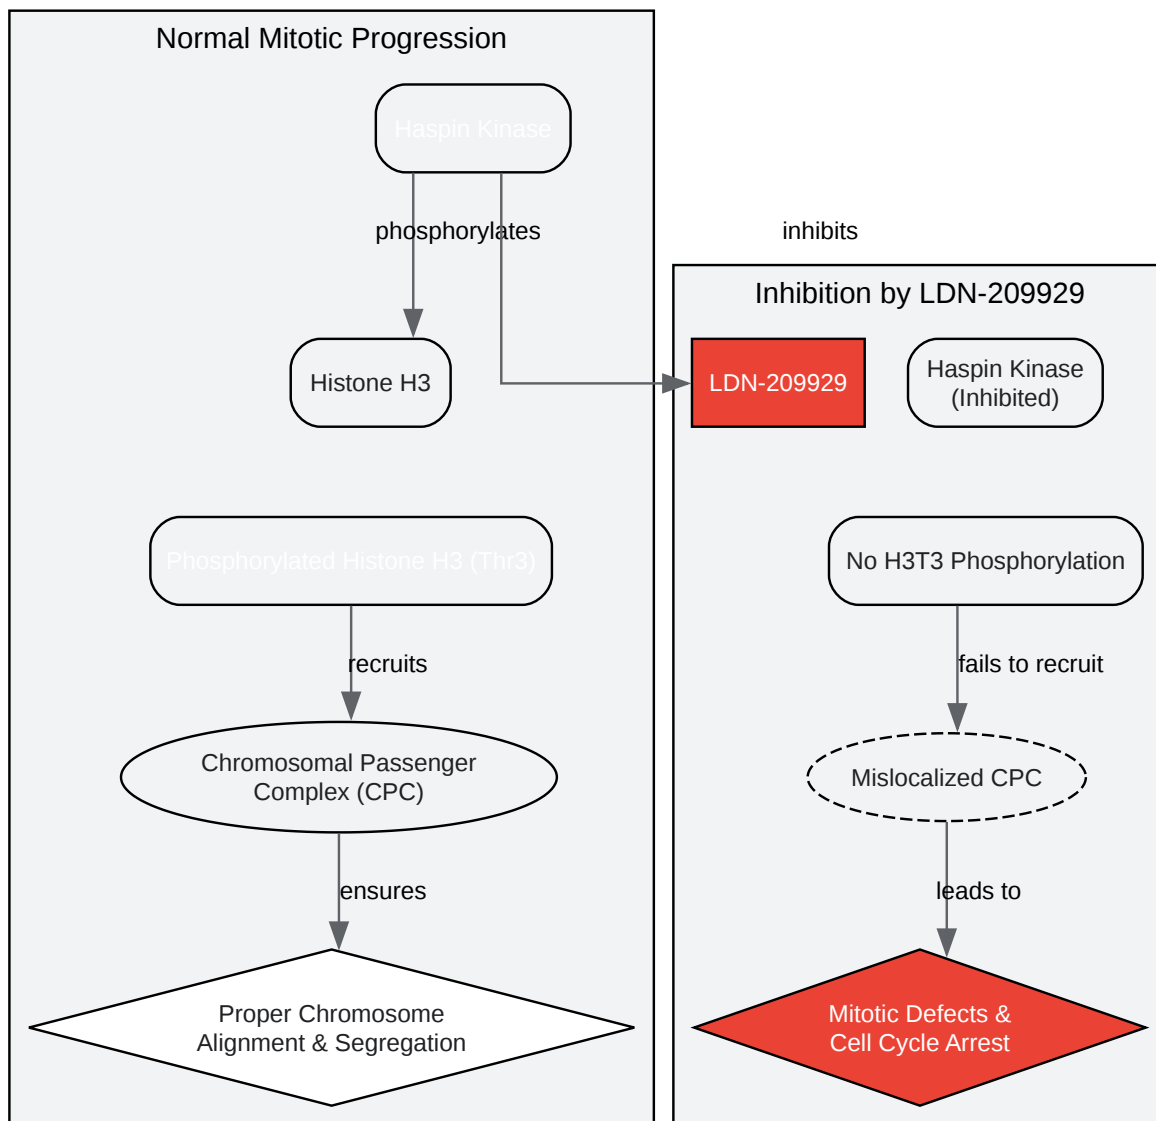 Normal Mitotic Progression
Haspin Kinase
phosphorylates
inhibits
Histone H3
Inhibition by LDN-209929
LDN-209929
Haspin Kinase
(Inhibited)
Phosphorylated Histone H3 (Thr3)
No H3T3 Phosphorylation
recruits
fails to recruit
Chromosomal Passenger
Complex (CPC)
Mislocalized CPC
ensures
leads to
Proper Chromosome
Alignment & Segregation
Mitotic Defects &
Cell Cycle Arrest